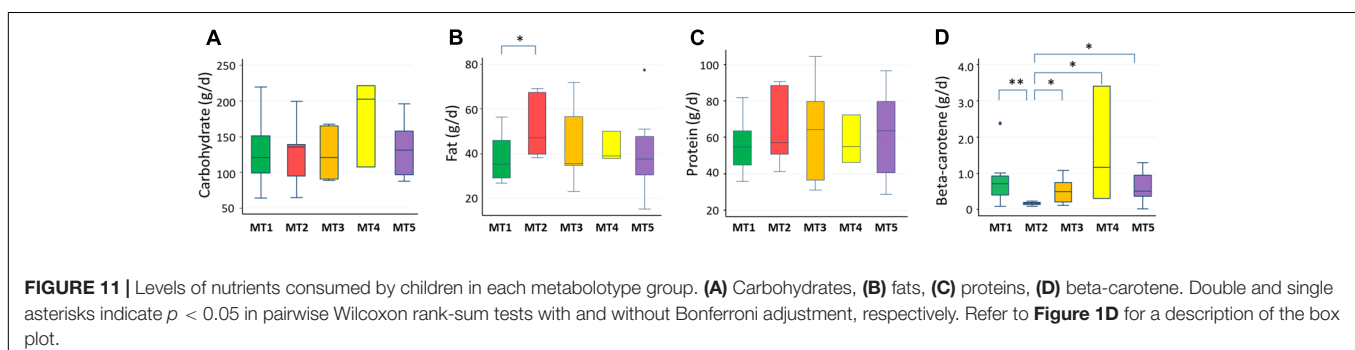 A
B
C
D
*
**
*
*
*
Carbohydrate (g/d)
250
200
150
100
50
MT1 MT2 MT3 MT4 MT5
Fat (g/d)
80
60
40
20
MT1 MT2 MT3 MT4 MT5
Protein (g/d)
100
80
60
40
20
MT1 MT2 MT3 MT4 MT5
Beta-carotene (g/d)
4.0
3.0
2.0
1.0
0
MT1 MT2 MT3 MT4 MT5
FIGURE 11 | Levels of nutrients consumed by children in each metabolotype group. (A) Carbohydrates, (B) fats, (C) proteins, (D) beta-carotene. Double and single
asterisks indicate p < 0.05 in pairwise Wilcoxon rank-sum tests with and without Bonferroni adjustment, respectively. Refer to Figure 1D for a description of the box
plot.